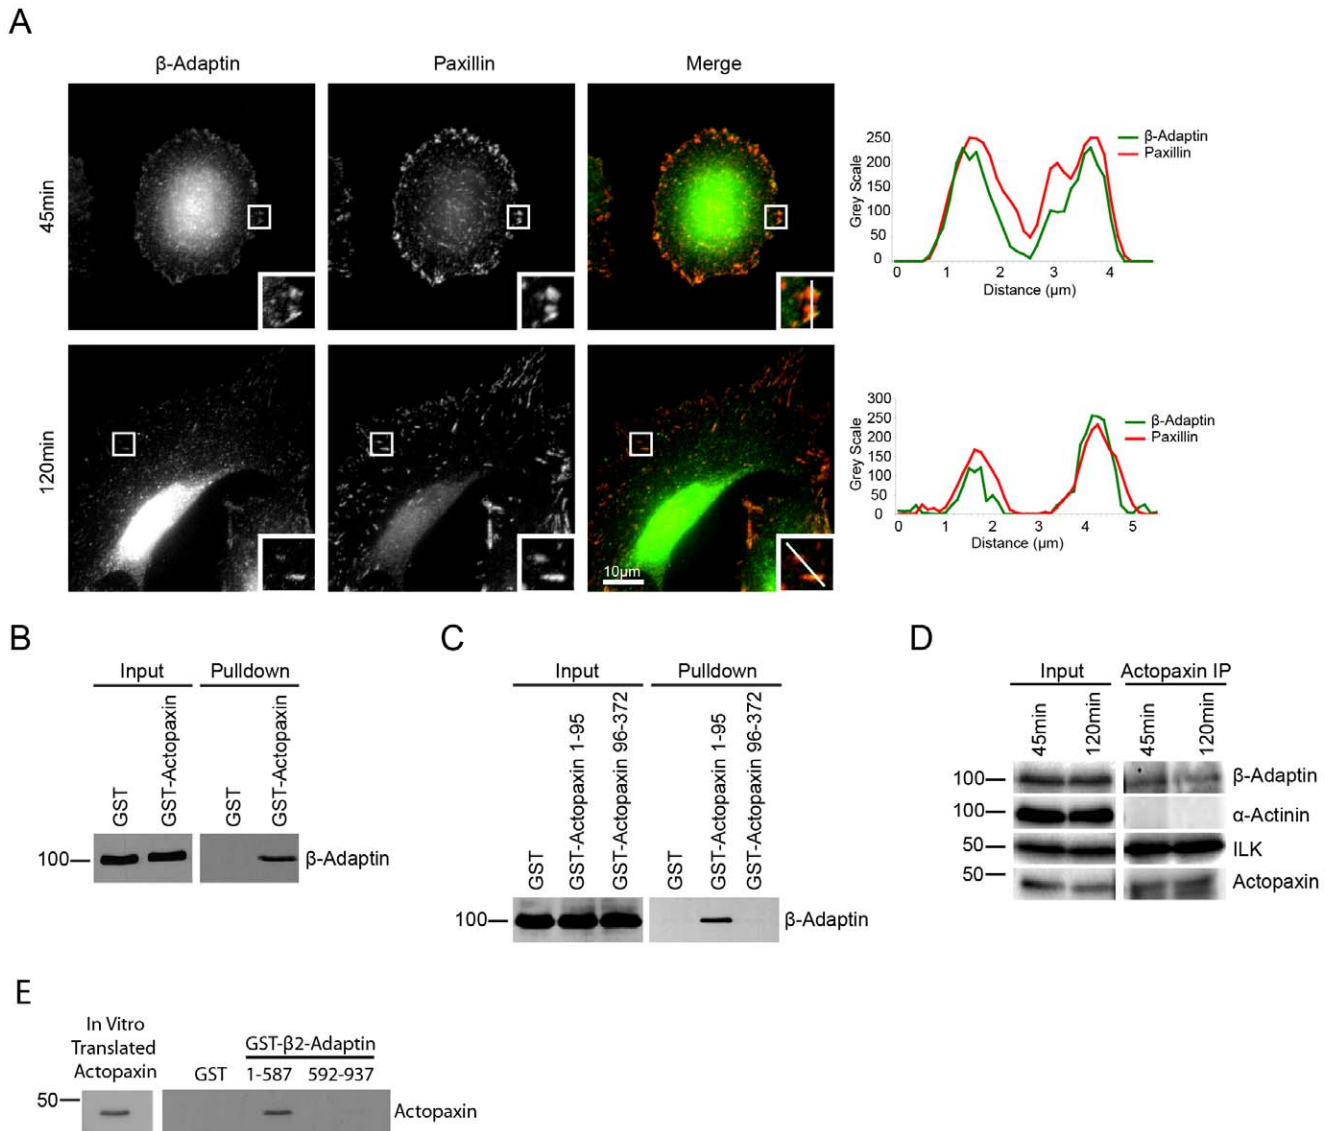 A
β-Adaptin Paxillin Merge
45min
250
200
150
100
50
0
Grey Scale
0 1 2 3 4
Distance (µm)
β-Adaptin
Paxillin
120min
10µm
300
250
200
150
100
50
0
Grey Scale
0 1 2 3 4 5
Distance (µm)
β-Adaptin
Paxillin
B
Input Pulldown
GST
GST-Actopaxin
GST
GST-Actopaxin
100 β-Adaptin
C
Input Pulldown
GST
GST-Actopaxin 1-95
GST-Actopaxin 96-372
GST
GST-Actopaxin 1-95
GST-Actopaxin 96-372
100 β-Adaptin
D
Input Actopaxin IP
45min
120min
45min
120min
100 β-Adaptin
100 α-Actinin
50 ILK
50 Actopaxin
E
In Vitro
Translated
Actopaxin
GST-β2-Adaptin
GST 1-587 592-937
50 Actopaxin